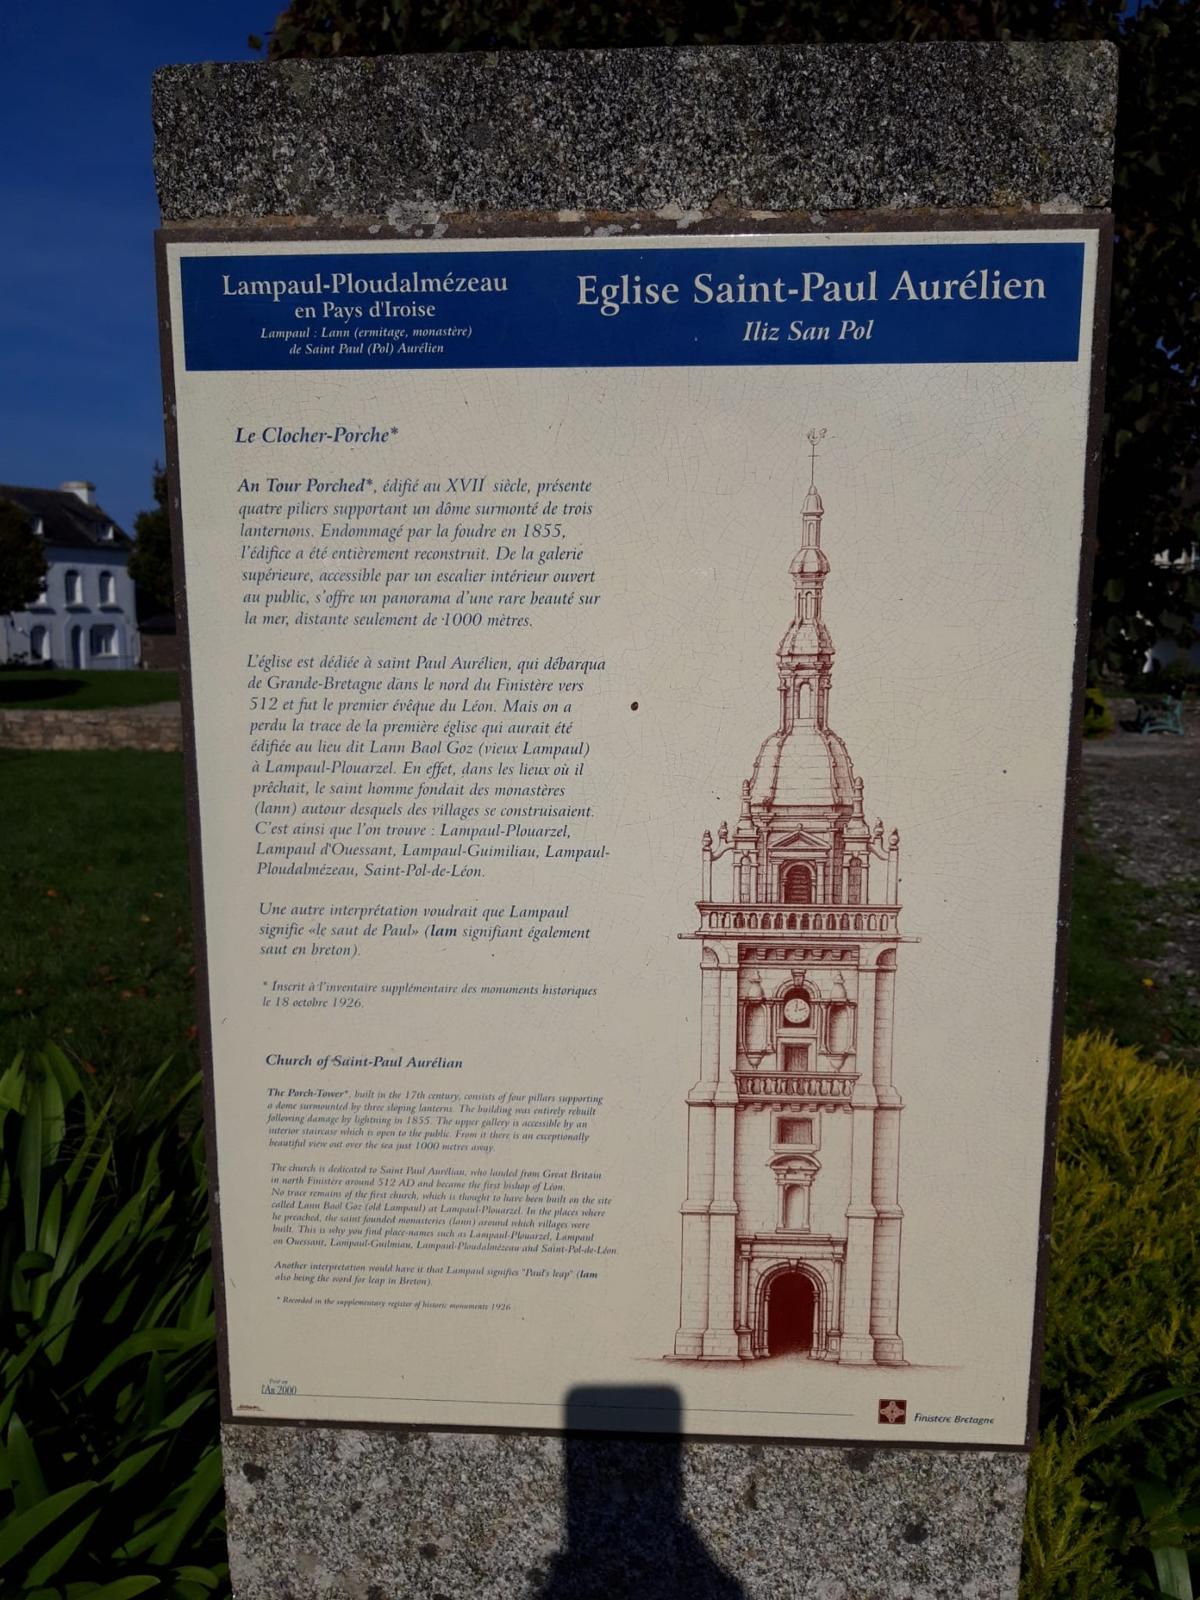 Lampaul-Ploudalmézeau
en Pays d'Iroise
Lampaul : Lann (ermitage, monastère)
de Saint Paul (Pol) Aurélien
Eglise Saint-Paul Aurélien
Iliz San Pol
Le Clocher-Porche*
An Tour Porched*, édifié au XVII siècle, présente
quatre piliers supportant un dôme surmonté de trois
lanternons. Endommagé par la foudre en 1855,
l'édifice a été entièrement reconstruit. De la galerie
supérieure, accessible par un escalier intérieur ouvert
au public, s'offre un panorama d'une rare beauté sur
la mer, distante seulement de 1000 mètres.
L'église est dédiée à saint Paul Aurélien, qui débarqua
de Grande-Bretagne dans le nord du Finistère vers
512 et fut le premier évêque du Léon. Mais on a
perdu la trace de la première église qui aurait été
édifiée au lieu dit Lann Baol Goz (vieux Lampaul)
à Lampaul-Plouarzel. En effet, dans les lieux où il
prêchait, le saint homme fondait des monastères
(lann) autour desquels des villages se construisaient.
C'est ainsi que l'on trouve : Lampaul-Plouarzel,
Lampaul d'Ouessant, Lampaul-Guimiliau, Lampaul-
Ploudalmézeau, Saint-Pol-de-Léon.
Une autre interprétation voudrait que Lampaul
signifie «le saut de Paul» (lam signifiant également
saut en breton).
* Inscrit à l'inventaire supplémentaire des monuments historiques
le 18 octobre 1926.
Church of Saint-Paul Aurélian
The Porch-Tower*, built in the 17th century, consists of four pillars supporting
a dome surmounted by three sloping lanterns. The building was entirely rebuilt
following damage by lightning in 1855. The upper gallery is accessible by an
interior staircase which is open to the public. From it there is an exceptionally
beautiful view out over the sea just 1000 metres away.
The church is dedicated to Saint Paul Aurélian, who landed from Great Britain
in north Finistère around 512 AD and became the first bishop of Léon.
No trace remains of the first church, which is thought to have been built on the site
called Lann Baol Goz (old Lampaul) at Lampaul-Plouarzel. In the places where
he preached, the saint founded monasteries (lann) around which villages were
built. This is why you find place-names such as Lampaul-Plouarzel, Lampaul
on Ouessant, Lampaul-Guilmiau, Lampaul-Ploudalmézeau and Saint-Pol-de-Léon.
Another interpretation would have it that Lampaul signifies "Paul's leap" (lam
also being the word for leap in Breton).
* Recorded in the supplementary register of historic monuments 1926
l'An 2000
Finistère Bretagne